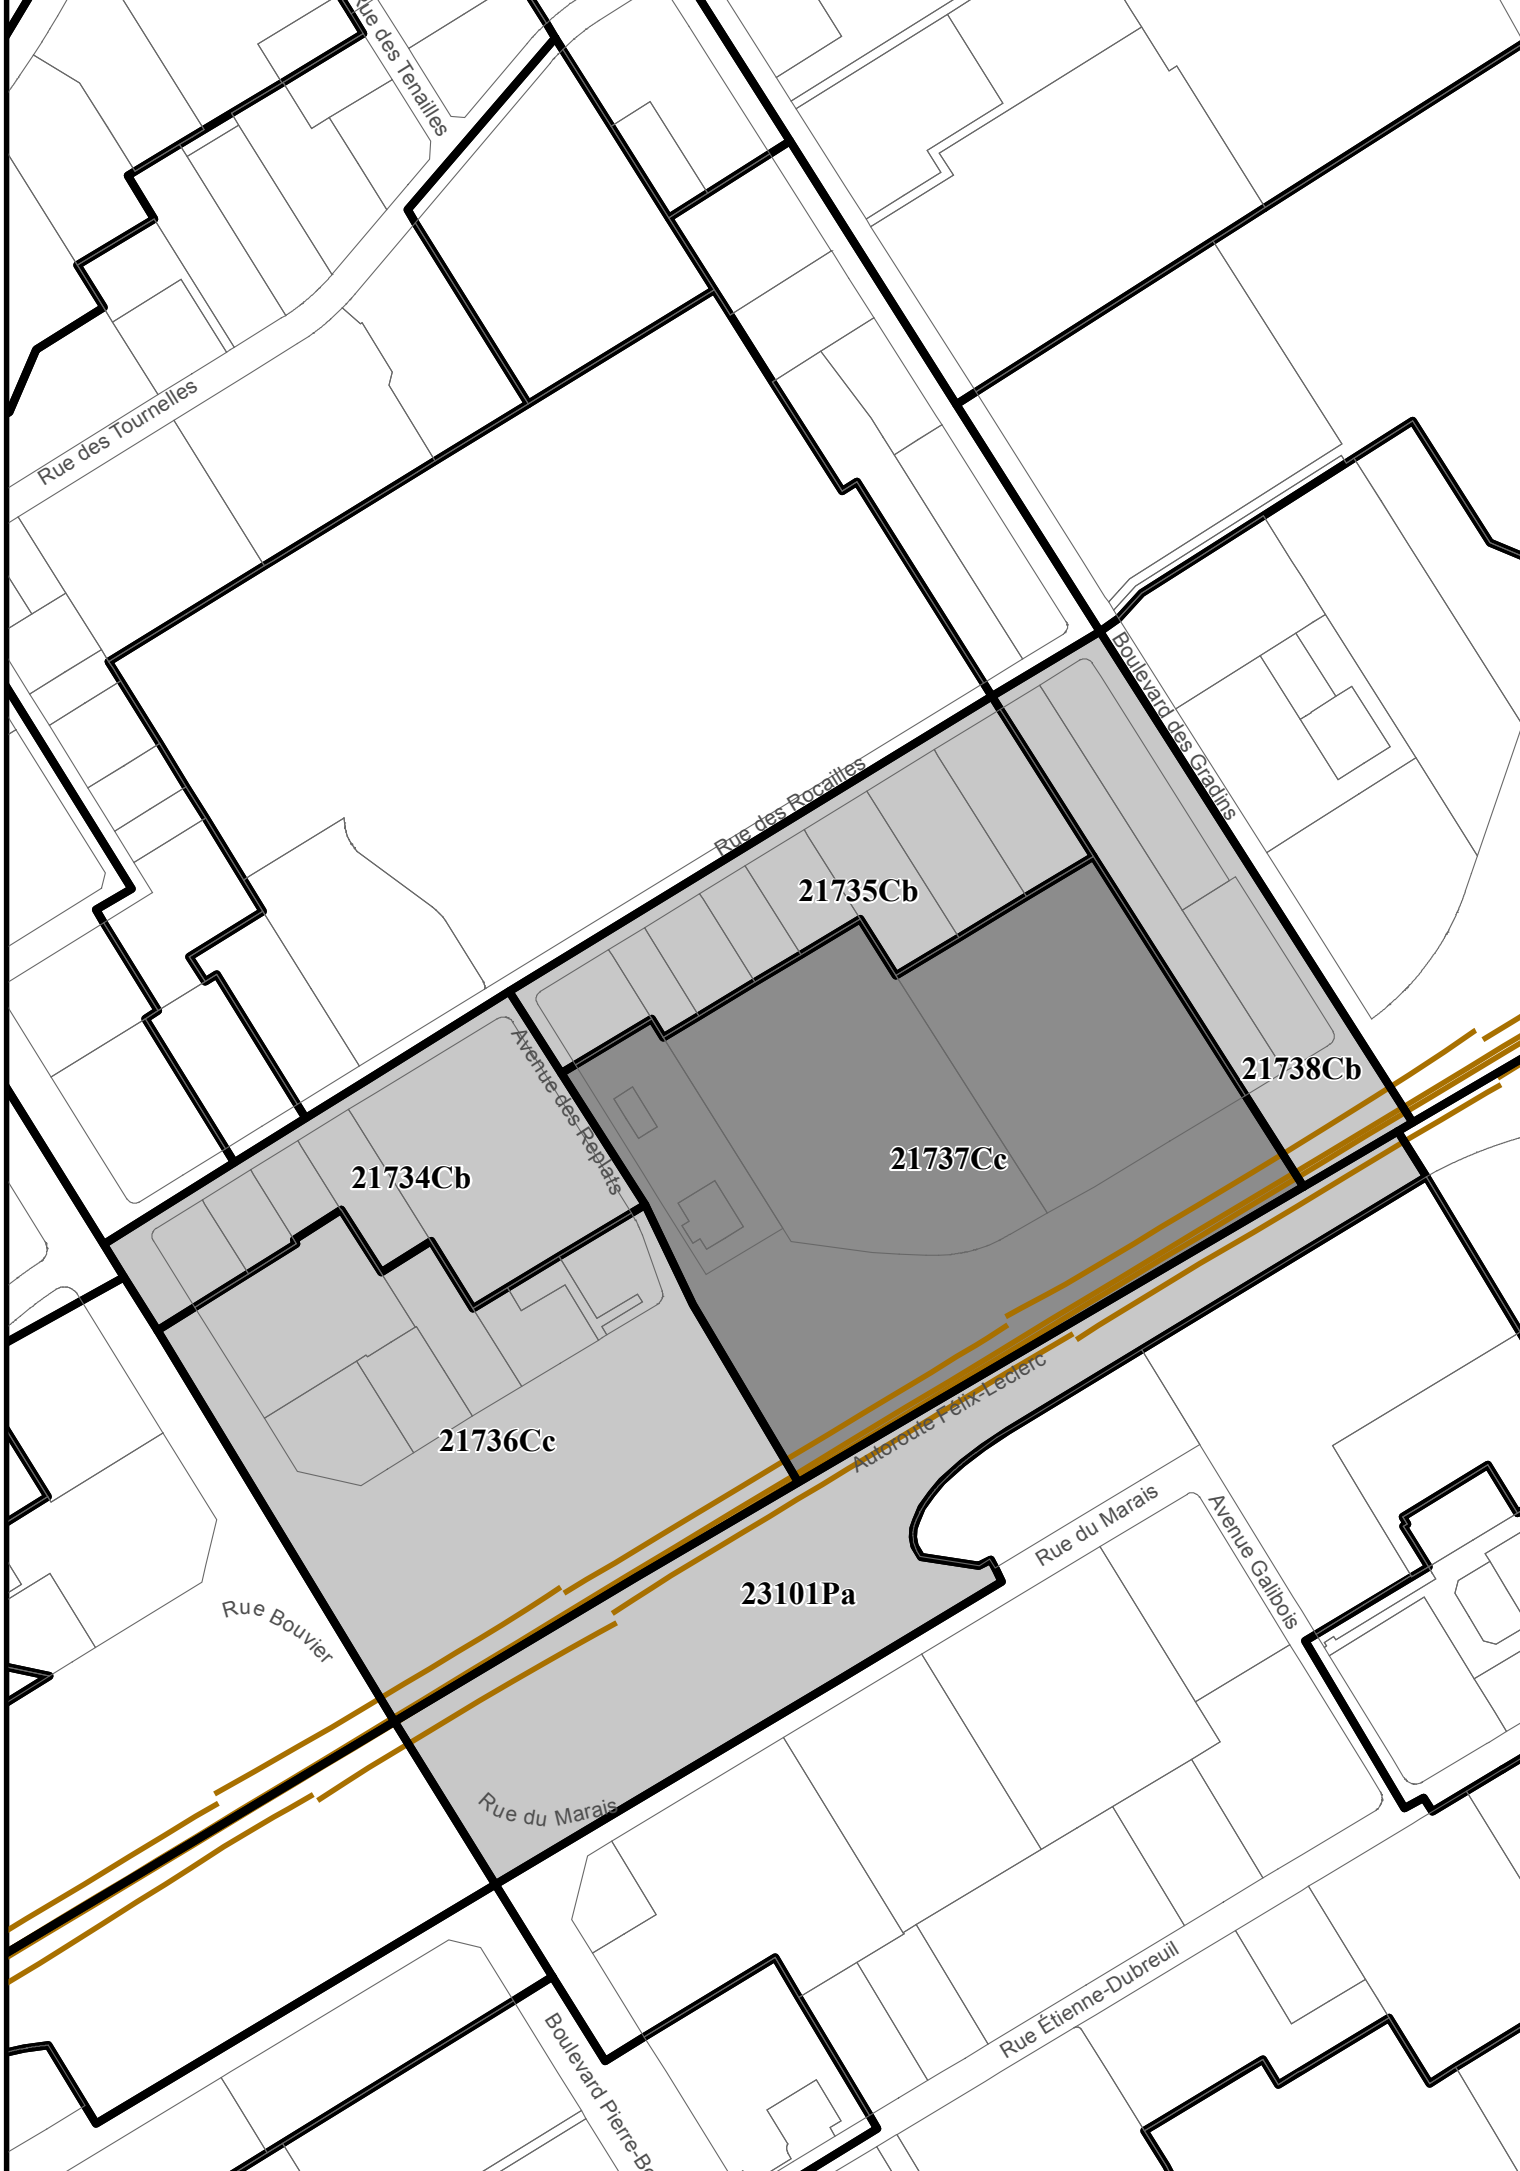 Rue des Tenailles
Rue des Tournelles
Boulevard des Gradins
Rue des Rocailles
21735Cb
Avenue des Replats
21738Cb
21737Cc
21734Cb
Autoroute Félix-Leclerc
21736Cc
Rue du Marais
Avenue Galibois
23101Pa
Rue Bouvier
Rue du Marais
Rue Étienne-Dubreuil
Boulevard Pierre-B